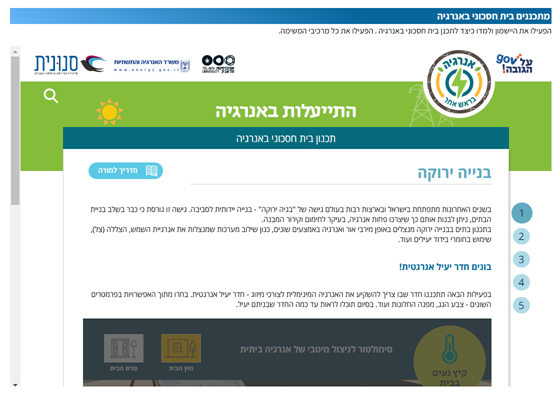 מתכננים בית חסכוני באנרגיה
הפעילו את היישומון ולמדו כיצד לתכנן בית חסכוני באנרגיה . הפעילו את כל מרכיבי המשימה.
סנונית
משרד האנרגיה והתשתיות
www.energy.gov.il
TEL AVIV UNIVERSITY אוניברסיטת תל אביב
אנרגיה
בראש אחר
על gov
הגובה!
התייעלות באנרגיה
תכנון בית חסכוני באנרגיה
מדריך למורה
בנייה ירוקה
בשנים האחרונות מתפתחת בישראל ובארצות רבות בעולם גישה של "בניה ירוקה" - בנייה ידידותית לסביבה. גישה זו גורסת כי כבר בשלב בניית
הבתים, ניתן לבנות אותם כך שיצרכו פחות אנרגיה, בעיקר לחימום וקירור המבנה.
בתכנון בתים בבנייה ירוקה מנצלים באופן מירבי אור ואנרגיה באמצעים שונים, כגון שילוב מערכות שמנצלות את אנרגיית השמש, הצללה (צל),
שימוש בחומרי בידוד יעילים ועוד.
בונים חדר יעיל אנרגטית!
בפעילות הבאה תתכננו חדר שבו צריך להשקיע את האנרגיה המינימלית לצורכי מיזוג - חדר יעיל אנרגטית. בחרו מתוך האפשרויות בפרמטרים
השונים - צבע הגג, מפנה החלונות ועוד. בסיום תוכלו לראות עד כמה החדר שבניתם יעיל.
1
2
3
4
5
סימולטור לניצול מיטבי של אנרגיה ביתית
חוץ הבית
פנים הבית
קיץ נעים
בבית